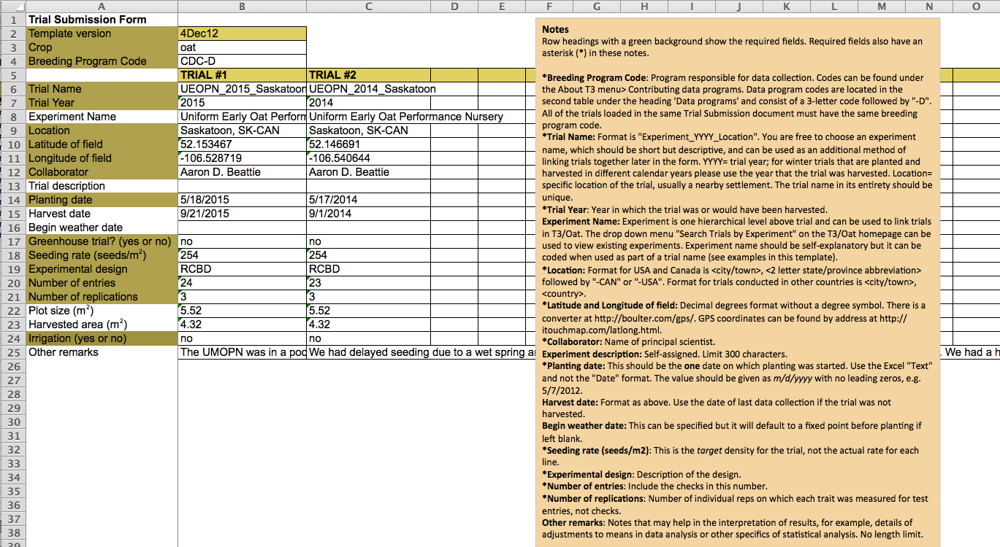 A B C D E F G H I J K L M N O
1 Trial Submission Form
2 Template version 4Dec12
3 Crop oat
4 Breeding Program Code CDC-D
5 TRIAL #1 TRIAL #2
6 Trial Name UEOPN_2015_Saskatoon UEOPN_2014_Saskatoon
7 Trial Year 2015 2014
8 Experiment Name Uniform Early Oat Perforn Uniform Early Oat Performance Nursery
9 Location Saskatoon, SK-CAN Saskatoon, SK-CAN
10 Latitude of field 52.153467 52.146691
11 Longitude of field -106.528719 -106.540644
12 Collaborator Aaron D. Beattie Aaron D. Beattie
13 Trial description
14 Planting date 5/18/2015 5/17/2014
15 Harvest date 9/21/2015 9/1/2014
16 Begin weather date
17 Greenhouse trial? (yes or no) no no
18 Seeding rate (seeds/m²) 254 254
19 Experimental design RCBD RCBD
20 Number of entries 24 23
21 Number of replications 3 3
22 Plot size (m²) 5.52 5.52
23 Harvested area (m²) 4.32 4.32
24 Irrigation (yes or no) no no
25 Other remarks The UMOPN was in a poo We had delayed seeding due to a wet spring a . We had a h
26
27
28
29
30
31
32
33
34
35
36
37
38
39
Notes
Row headings with a green background show the required fields. Required fields also have an
asterisk (*) in these notes.
*Breeding Program Code: Program responsible for data collection. Codes can be found under
the About T3 menu> Contributing data programs. Data program codes are located in the
second table under the heading 'Data programs' and consist of a 3-letter code followed by "-D".
All of the trials loaded in the same Trial Submission document must have the same breeding
program code.
*Trial Name: Format is "Experiment_YYYY_Location". You are free to choose an experiment
name, which should be short but descriptive, and can be used as an additional method of
linking trials together later in the form. YYYY= trial year; for winter trials that are planted and
harvested in different calendar years please use the year that the trial was harvested. Location=
specific location of the trial, usually a nearby settlement. The trial name in its entirety should be
unique.
*Trial Year: Year in which the trial was or would have been harvested.
Experiment Name: Experiment is one hierarchical level above trial and can be used to link trials
in T3/Oat. The drop down menu "Search Trials by Experiment" on the T3/Oat homepage can be
used to view existing experiments. Experiment name should be self-explanatory but it can be
coded when used as part of a trial name (see examples in this template).
*Location: Format for USA and Canada is <city/town>, <2 letter state/province abbreviation>
followed by "-CAN" or "-USA". Format for trials conducted in other countries is <city/town>,
<country>.
*Latitude and Longitude of field: Decimal degrees format without a degree symbol. There is a
converter at http://boulter.com/gps/. GPS coordinates can be found by address at http://
itouchmap.com/latlong.html.
*Collaborator: Name of principal scientist.
Experiment description: Self-assigned. Limit 300 characters.
*Planting date: This should be the one date on which planting was started. Use the Excel "Text"
and not the "Date" format. The value should be given as m/d/yyyy with no leading zeros, e.g.
5/7/2012.
Harvest date: Format as above. Use the date of last data collection if the trial was not
harvested.
Begin weather date: This can be specified but it will default to a fixed point before planting if
left blank.
*Seeding rate (seeds/m2): This is the target density for the trial, not the actual rate for each
line.
*Experimental design: Description of the design.
*Number of entries: Include the checks in this number.
*Number of replications: Number of individual reps on which each trait was measured for test
entries, not checks.
Other remarks: Notes that may help in the interpretation of results, for example, details of
adjustments to means in data analysis or other specifics of statistical analysis. No length limit.